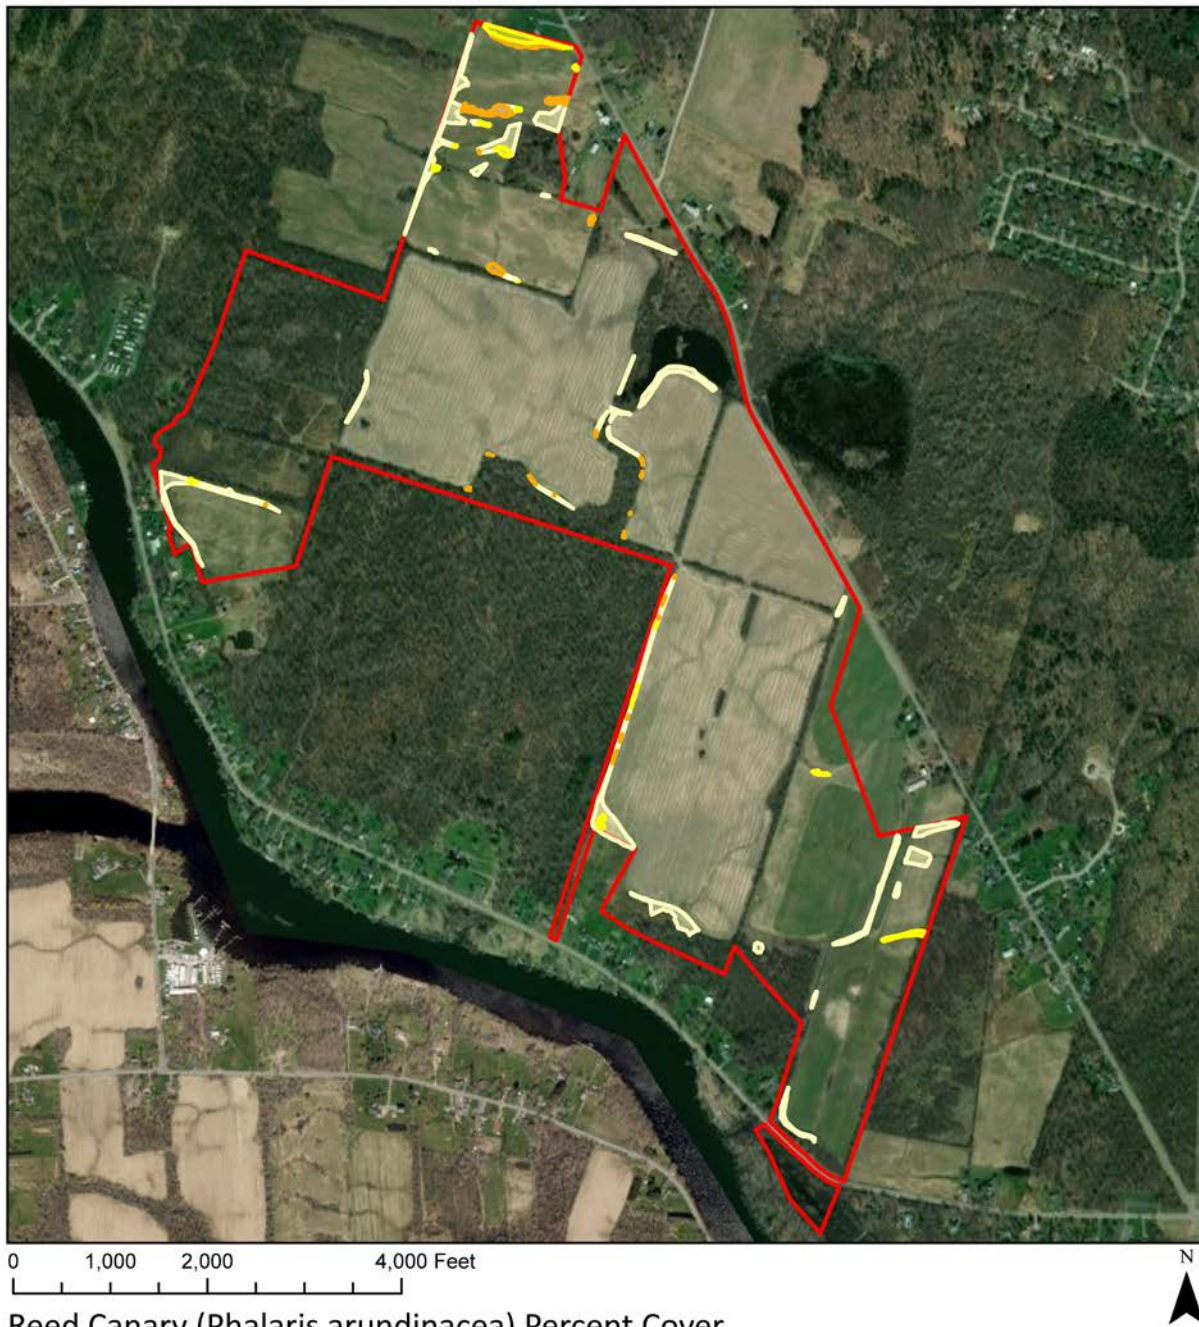 0 1,000 2,000 4,000 Feet
N
Reed Canary (Phalaris arundinacea) Percent Cover